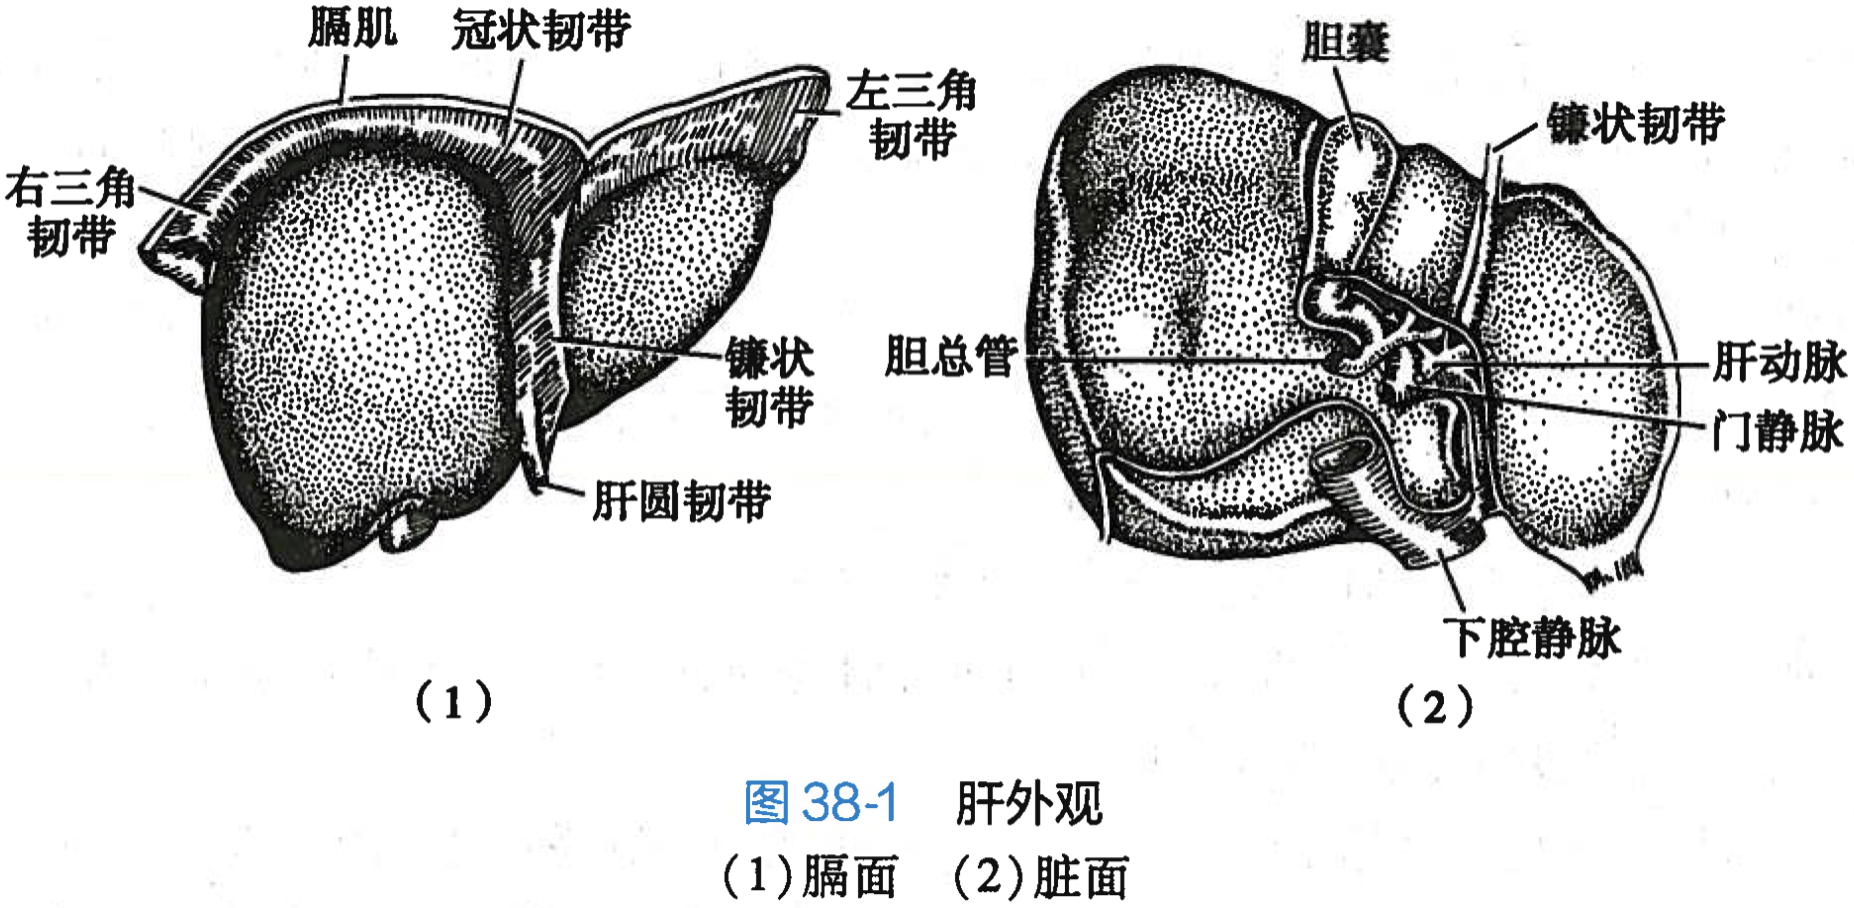 膈肌
冠状韧带
左三角
韧带
右三角
韧带
镰状
韧带
肝圆韧带
(1)
胆囊
镰状韧带
胆总管
肝动脉
门静脉
下腔静脉
(2)
图 38-1 肝外观
(1)膈面 (2)脏面